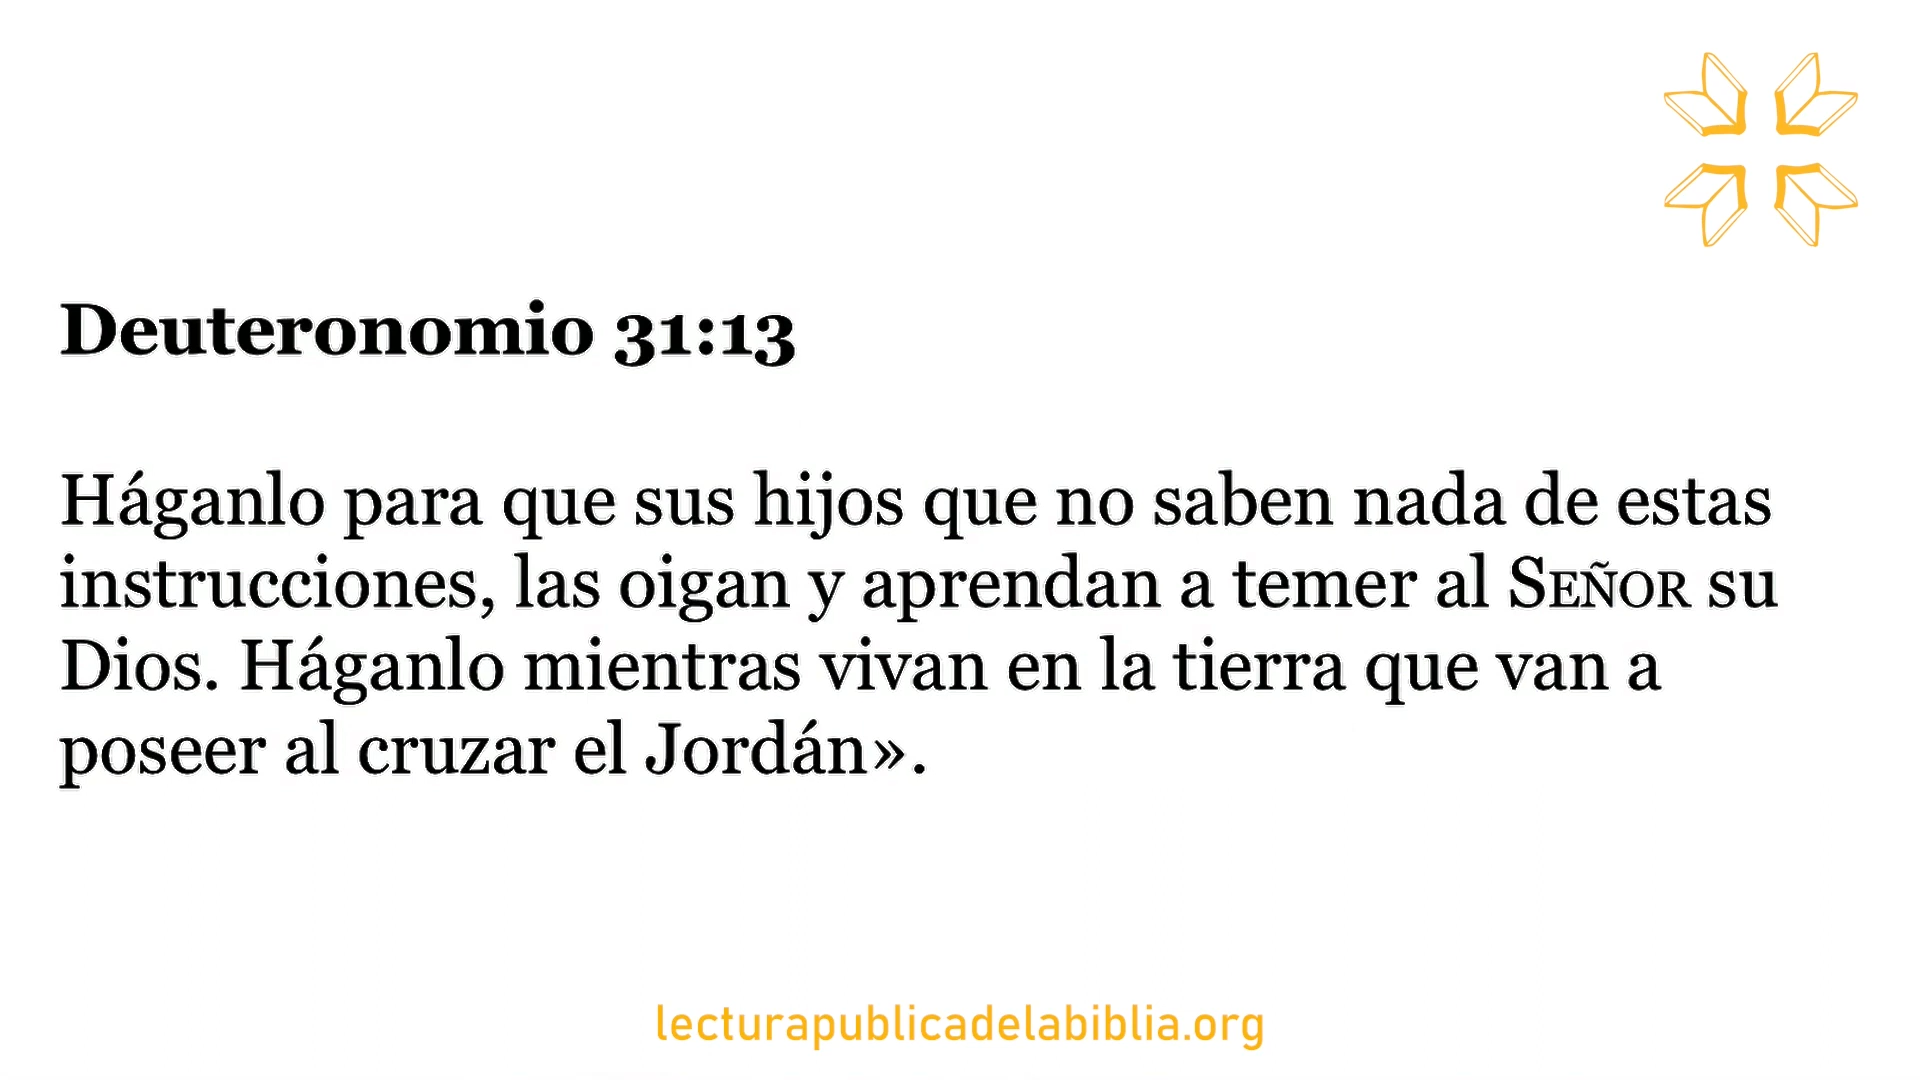 Deuteronomio 31:13
Háganlo para que sus hijos que no saben nada de estas
instrucciones, las oigan y aprendan a temer al SEÑOR su
Dios. Háganlo mientras vivan en la tierra que van a
poseer al cruzar el Jordán».
lecturapublicadelabiblia.org